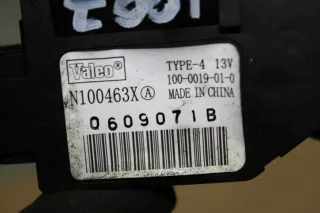 Valeo®
TYPE-4 13V
100-0019-01-0
N100463X Ⓐ
MADE IN CHINA
0609071B